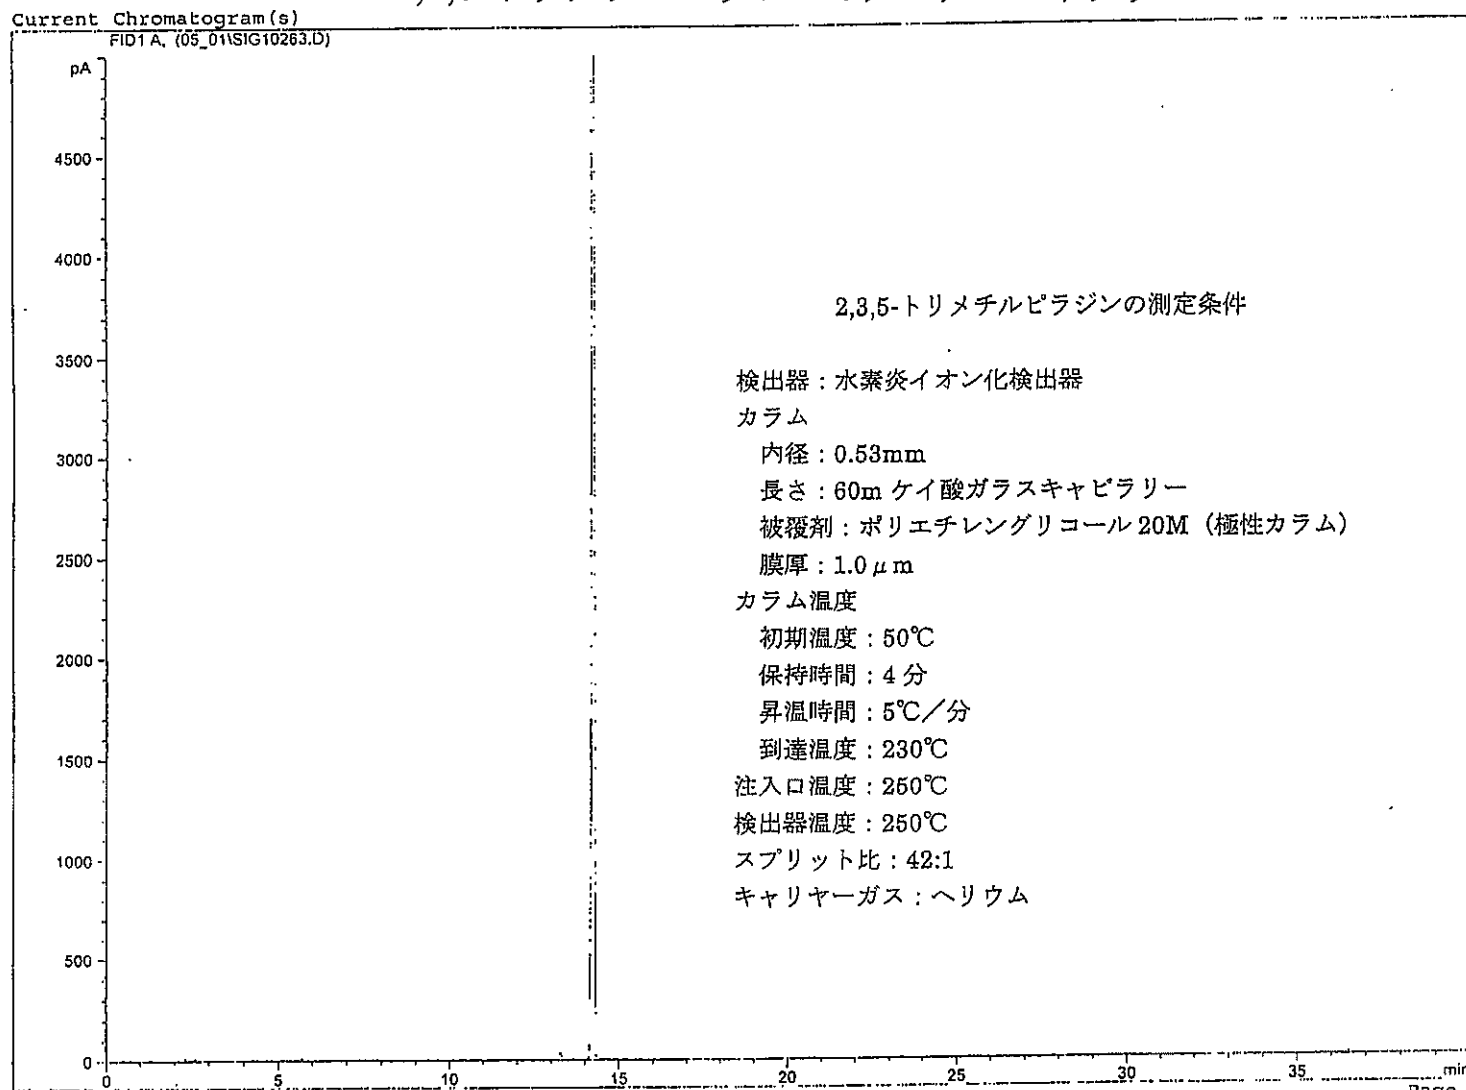 Current Chromatogram(s)
FID1 A, (05_01\SIG10263.D)
pA
4500
4000
3500
3000
2500
2000
1500
1000
500
0
0 5 10 15 20 25 30 35 min
2,3,5-トリメチルピラジンの測定条件
検出器：水素炎イオン化検出器
カラム
内径：0.53mm
長さ：60m ケイ酸ガラスキャピラリー
被覆剤：ポリエチレングリコール 20M（極性カラム）
膜厚：1.0μm
カラム温度
初期温度：50℃
保持時間：4 分
昇温時間：5℃／分
到達温度：230℃
注入口温度：250℃
検出器温度：250℃
スプリット比：42:1
キャリヤーガス：ヘリウム